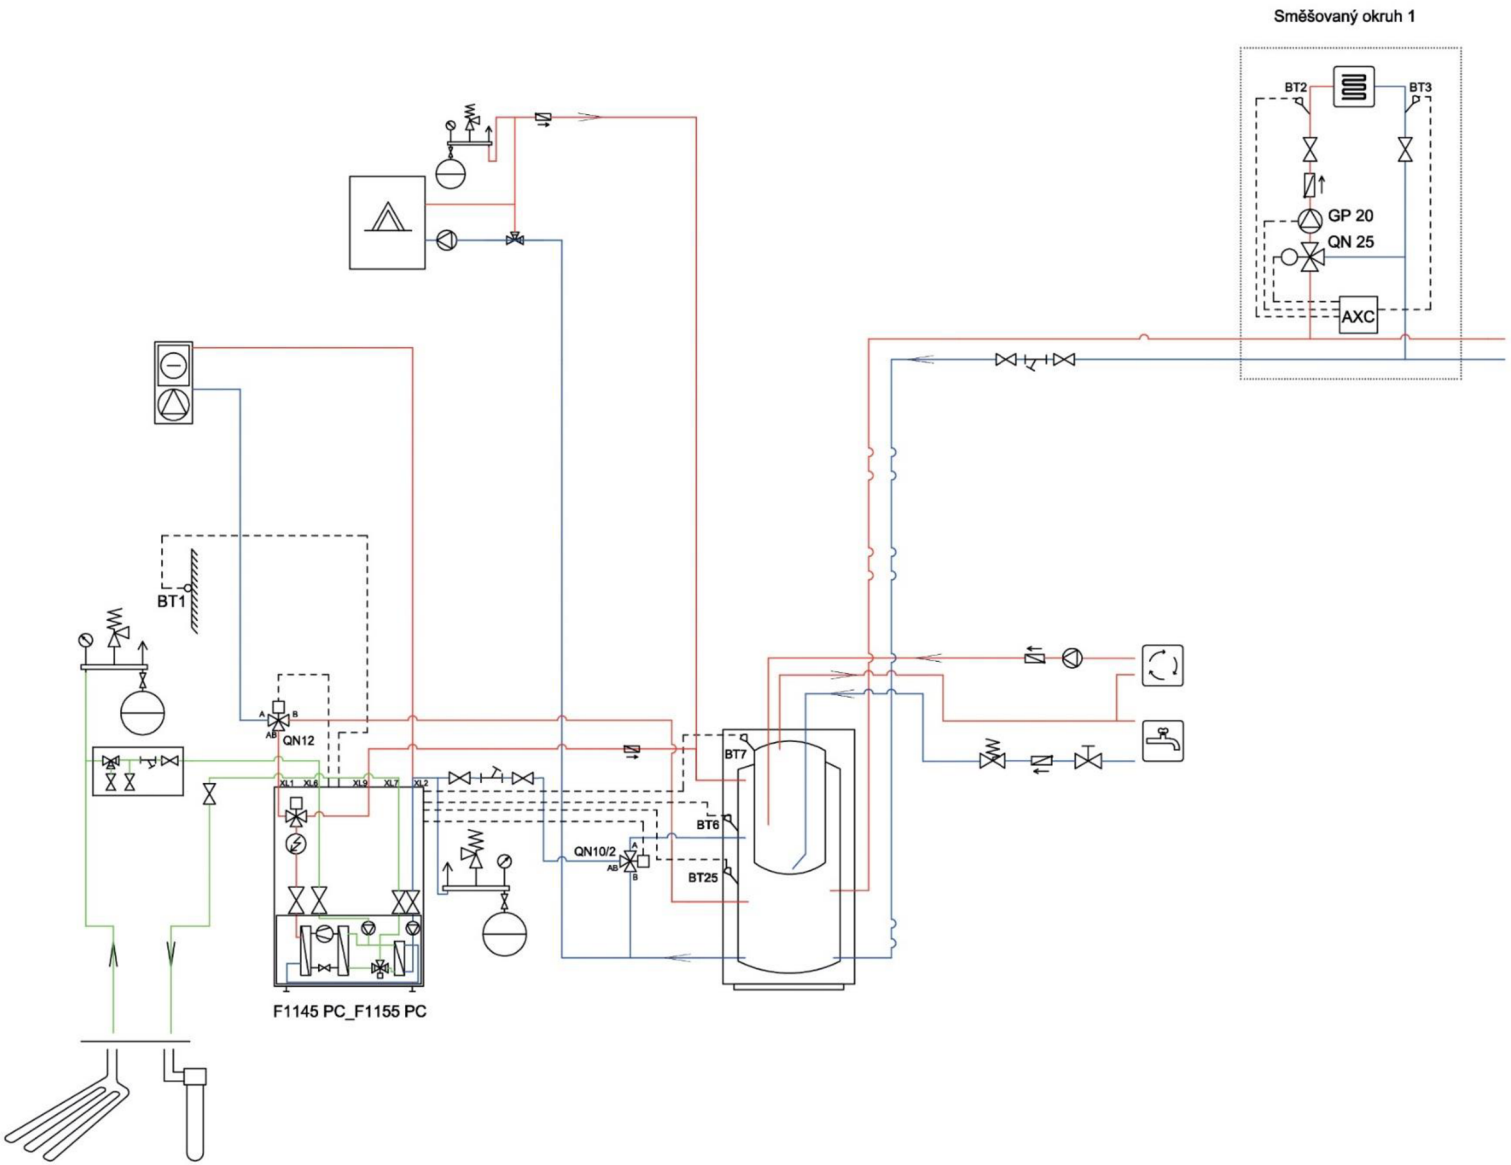 Směšovaný okruh 1
BT2
BT3
GP 20
QN 25
AXC
BT1
A
B
AB
QN12
XL1
XL6
XL9
XL7
XL2
BT7
BT6
QN10/2
A
AB
B
BT25
F1145 PC_F1155 PC